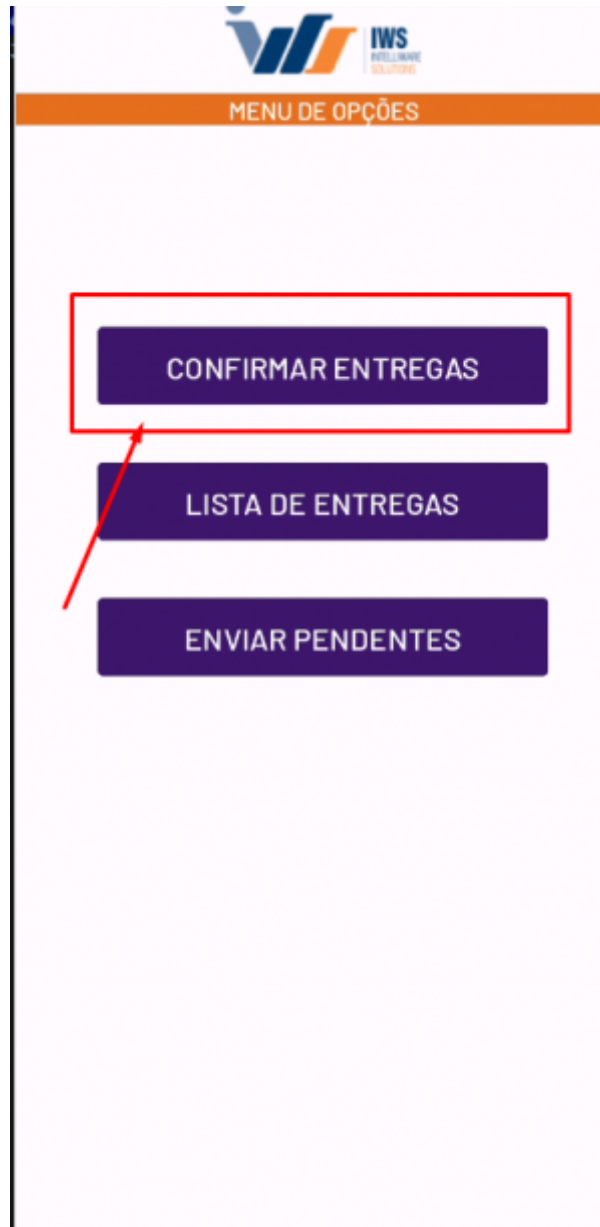 IWS
INTELLIWARE
SOLUTIONS
MENU DE OPÇÕES
CONFIRMAR ENTREGAS
LISTA DE ENTREGAS
ENVIAR PENDENTES